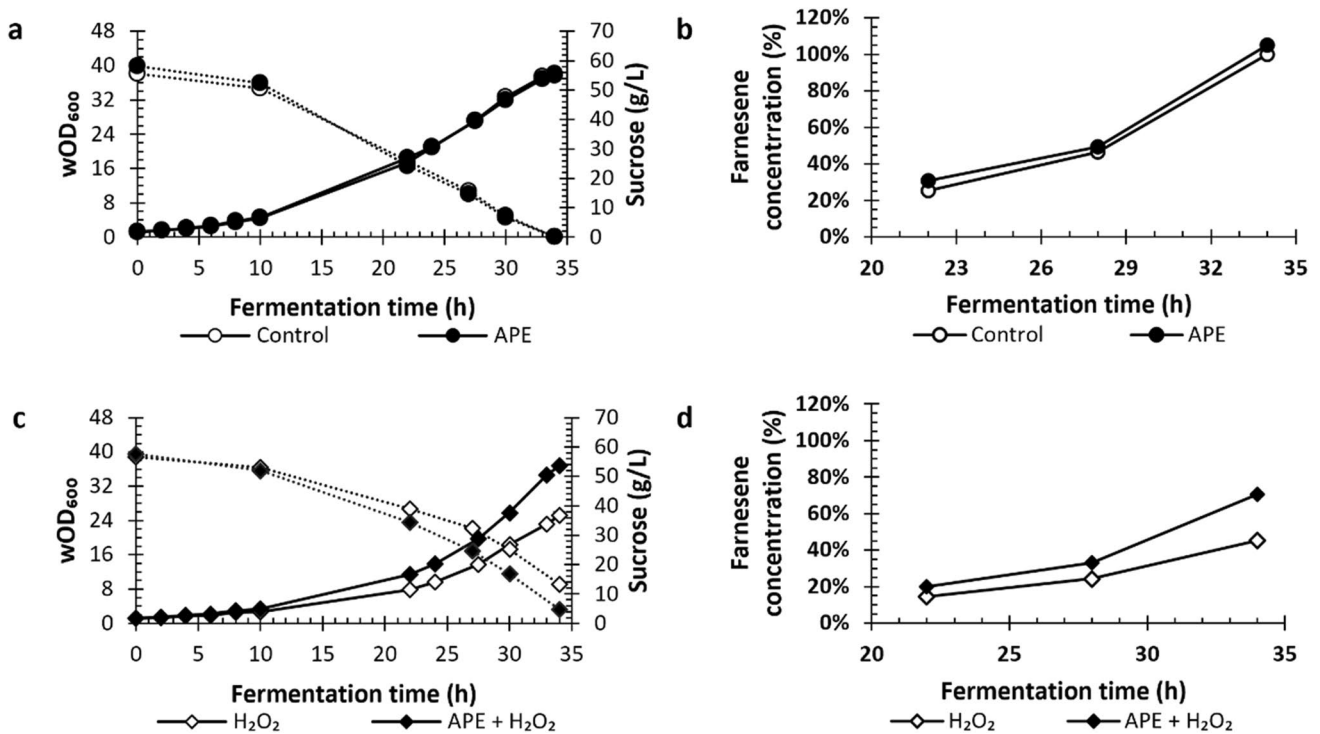 a
48
40
32
24
16
8
0
wOD₆₀₀
70
60
50
40
30
20
10
0
Sucrose (g/L)
0 5 10 15 20 25 30 35
Fermentation time (h)
Control APE
b
120%
100%
80%
60%
40%
20%
0%
Farnesene
concentrration (%)
20 23 26 29 32 35
Fermentation time (h)
Control APE
c
48
40
32
24
16
8
0
wOD₆₀₀
70
60
50
40
30
20
10
0
Sucrose (g/L)
0 5 10 15 20 25 30 35
Fermentation time (h)
H₂O₂ APE + H₂O₂
d
120%
100%
80%
60%
40%
20%
0%
Farnesene
concentrration (%)
20 25 30 35
Fermentation time (h)
H₂O₂ APE + H₂O₂